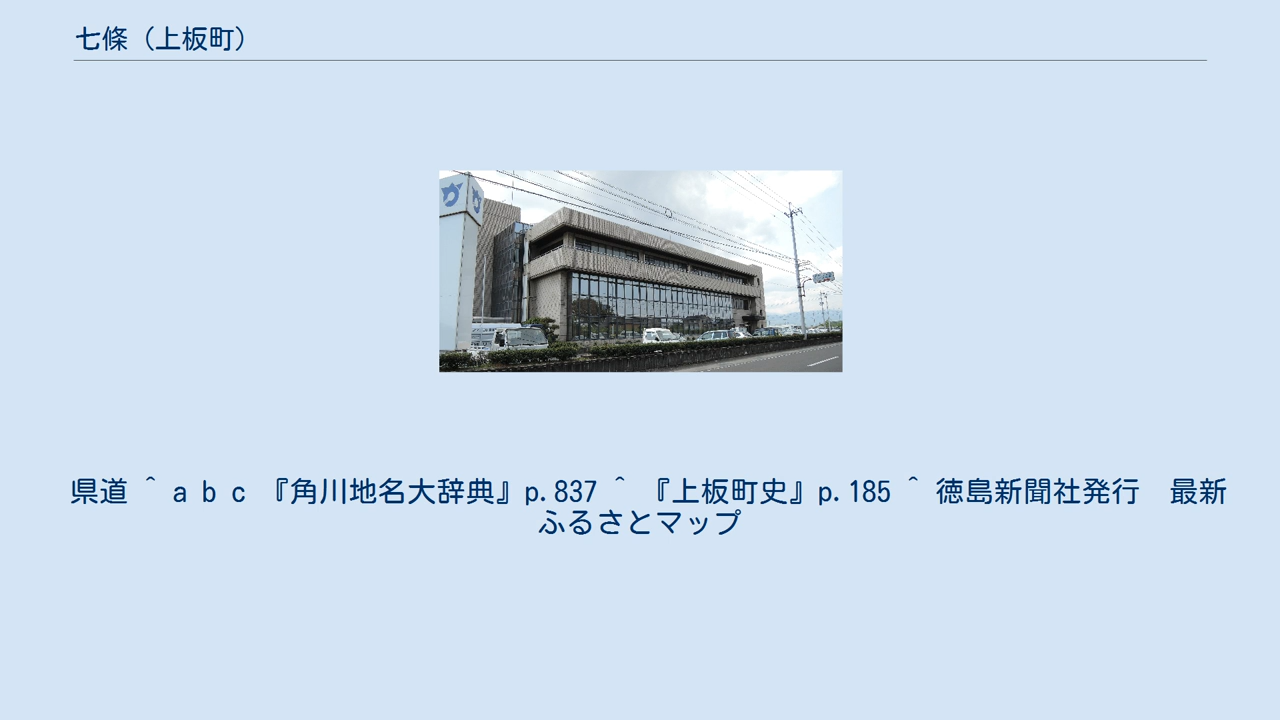 七條（上板町）
県道 ＾ a b c 『角川地名大辞典』p.837 ＾ 『上板町史』p.185 ＾ 徳島新聞社発行　最新
ふるさとマップ